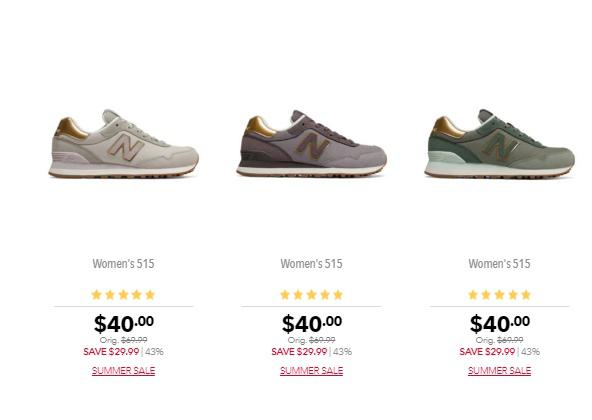 N N N
Women's 515 Women's 515 Women's 515
$40.00 $40.00 $40.00
Orig. $69.99 Orig. $69.99 Orig. $69.99
SAVE $29.99 | 43% SAVE $29.99 | 43% SAVE $29.99 | 43%
SUMMER SALE SUMMER SALE SUMMER SALE